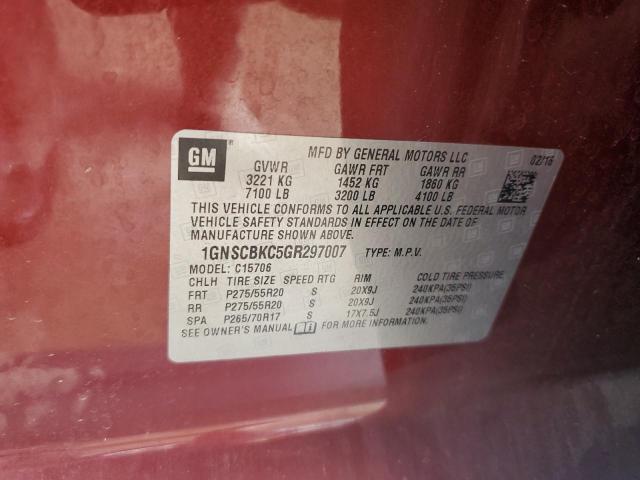 GM
MFD BY GENERAL MOTORS LLC 02/16
GVWR GAWR FRT GAWR RR
3221 KG 1452 KG 1860 KG
7100 LB 3200 LB 4100 LB
THIS VEHICLE CONFORMS TO ALL APPLICABLE U.S. FEDERAL MOTOR
VEHICLE SAFETY STANDARDS IN EFFECT ON THE DATE OF
MANUFACTURE SHOWN ABOVE.
1GNSCBKC5GR297007 TYPE: M.P.V.
MODEL: C15706
CHLH TIRE SIZE SPEED RTG RIM COLD TIRE PRESSURE
FRT P275/55R20 S 20X9J 240KPA(35PSI)
RR P275/55R20 S 20X9J 240KPA(35PSI)
SPA P265/70R17 S 17X7.5J 240KPA(35PSI)
SEE OWNER'S MANUAL FOR MORE INFORMATION.